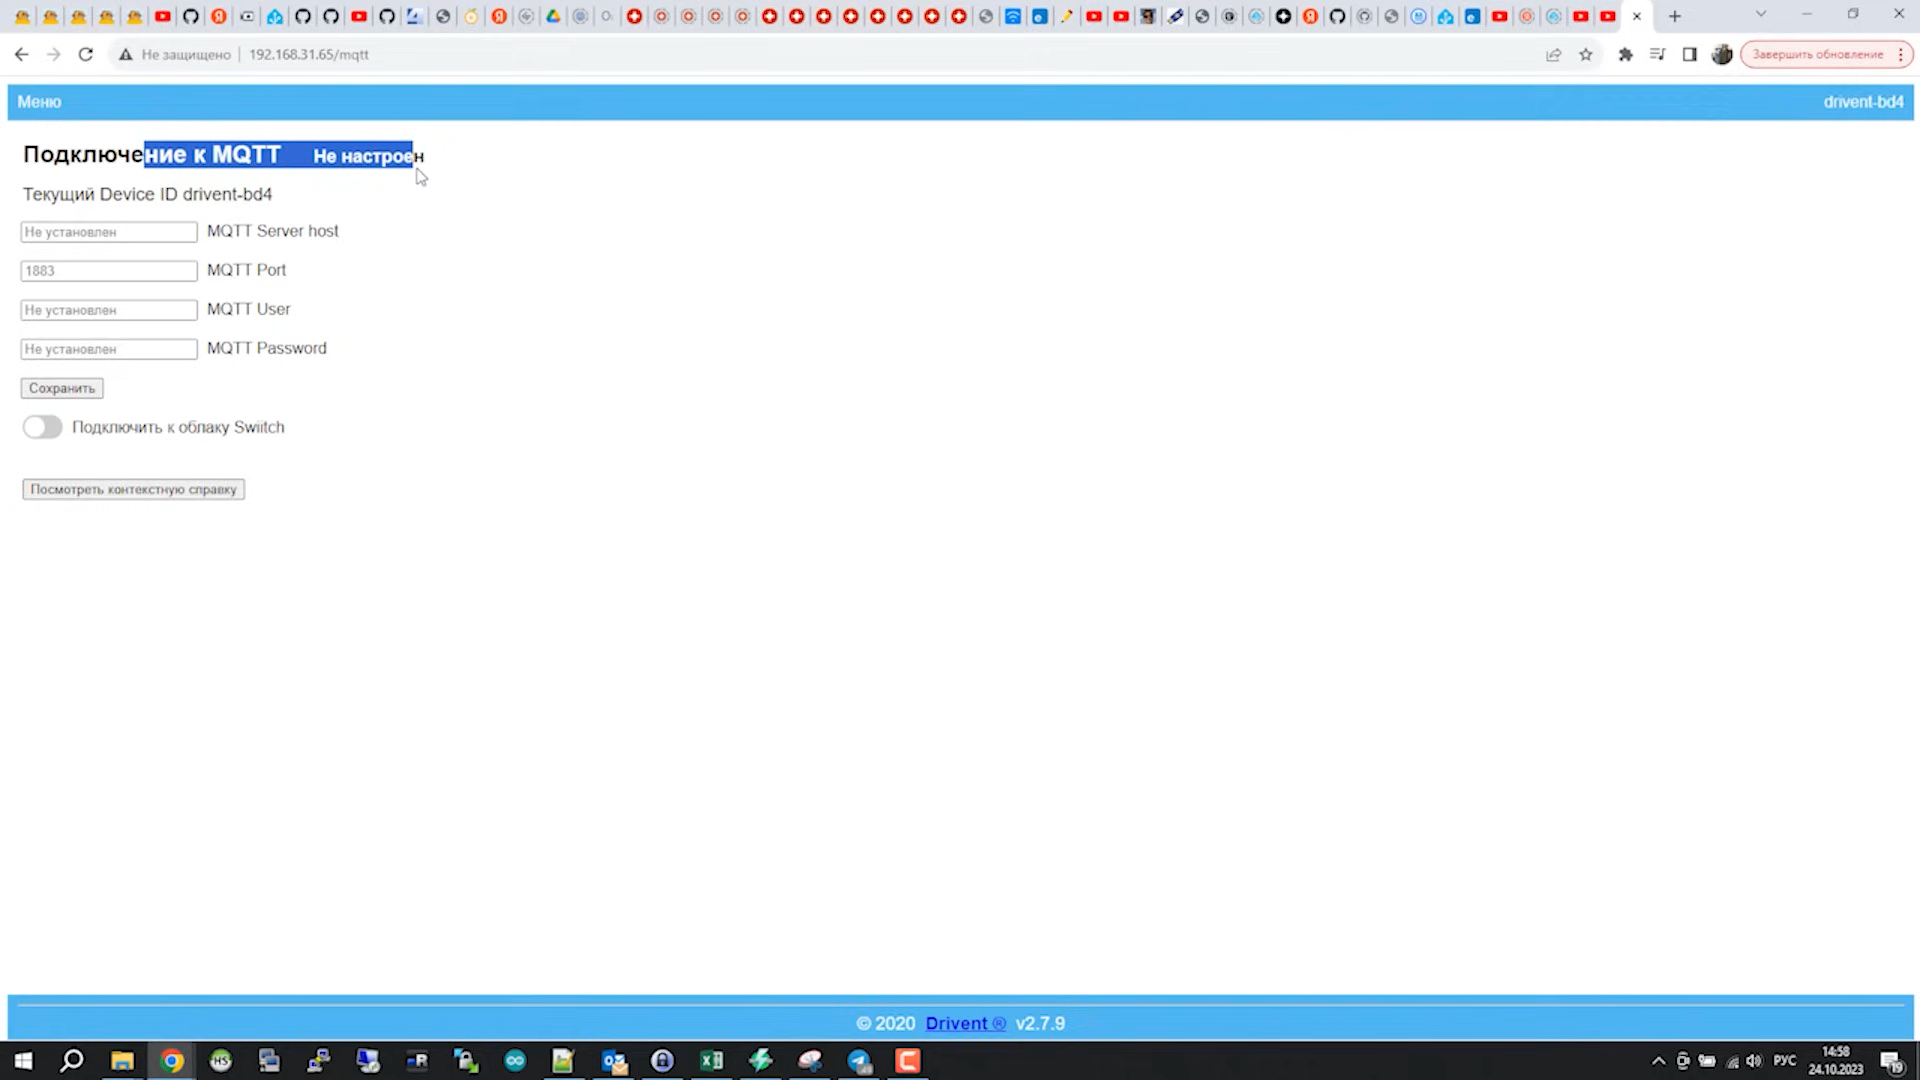 Не защищено | 192.168.31.65/mqtt
Завершить обновление
Меню
drivent-bd4
Подключение к MQTT Не настроен
Текущий Device ID drivent-bd4
Не установлен MQTT Server host
1883 MQTT Port
Не установлен MQTT User
Не установлен MQTT Password
Сохранить
Подключить к облаку Swiitch
Посмотреть контекстную справку
© 2020 Drivent ® v2.7.9
РУС
14:58
24.10.2023
19